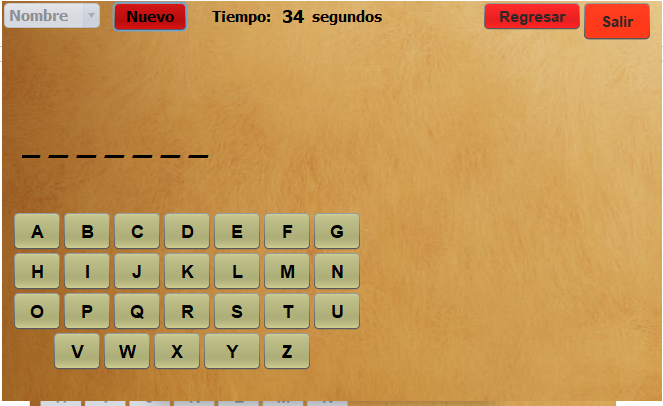 Nombre Nuevo Tiempo: 34 segundos Regresar Salir
_ _ _ _ _ _ _
A B C D E F G
H I J K L M N
O P Q R S T U
V W X Y Z